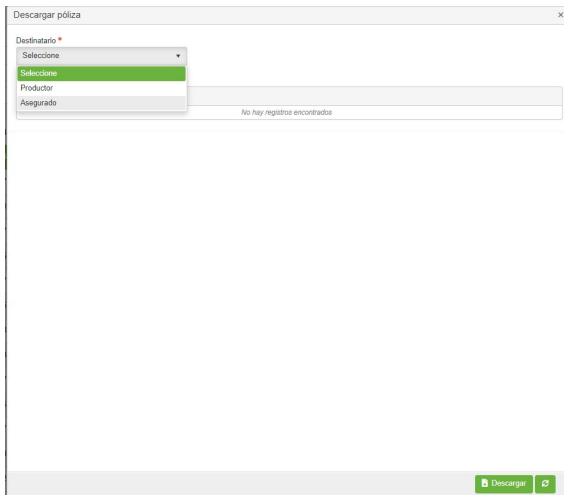 Descargar póliza
Destinatario *
Seleccione
Seleccione
Productor
Asegurado
No hay registros encontrados
Descargar